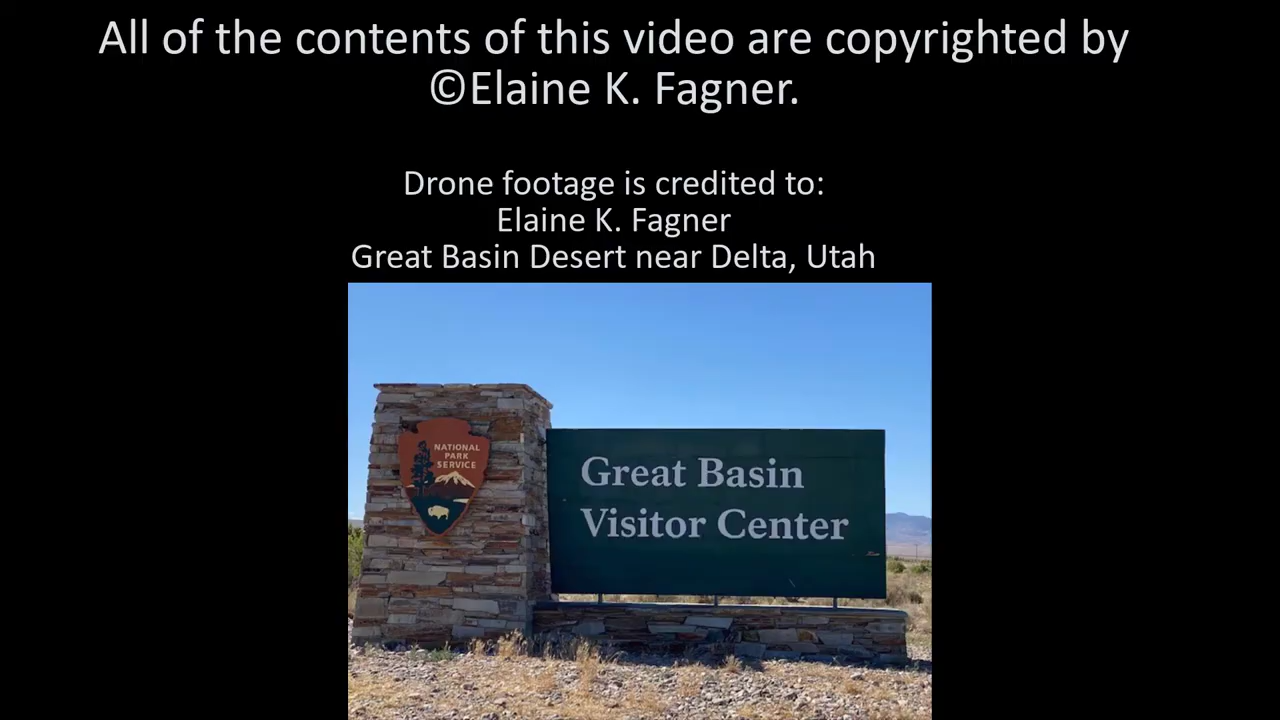 All of the contents of this video are copyrighted by
©Elaine K. Fagner.
Drone footage is credited to:
Elaine K. Fagner
Great Basin Desert near Delta, Utah
NATIONAL
PARK
SERVICE
Great Basin
Visitor Center